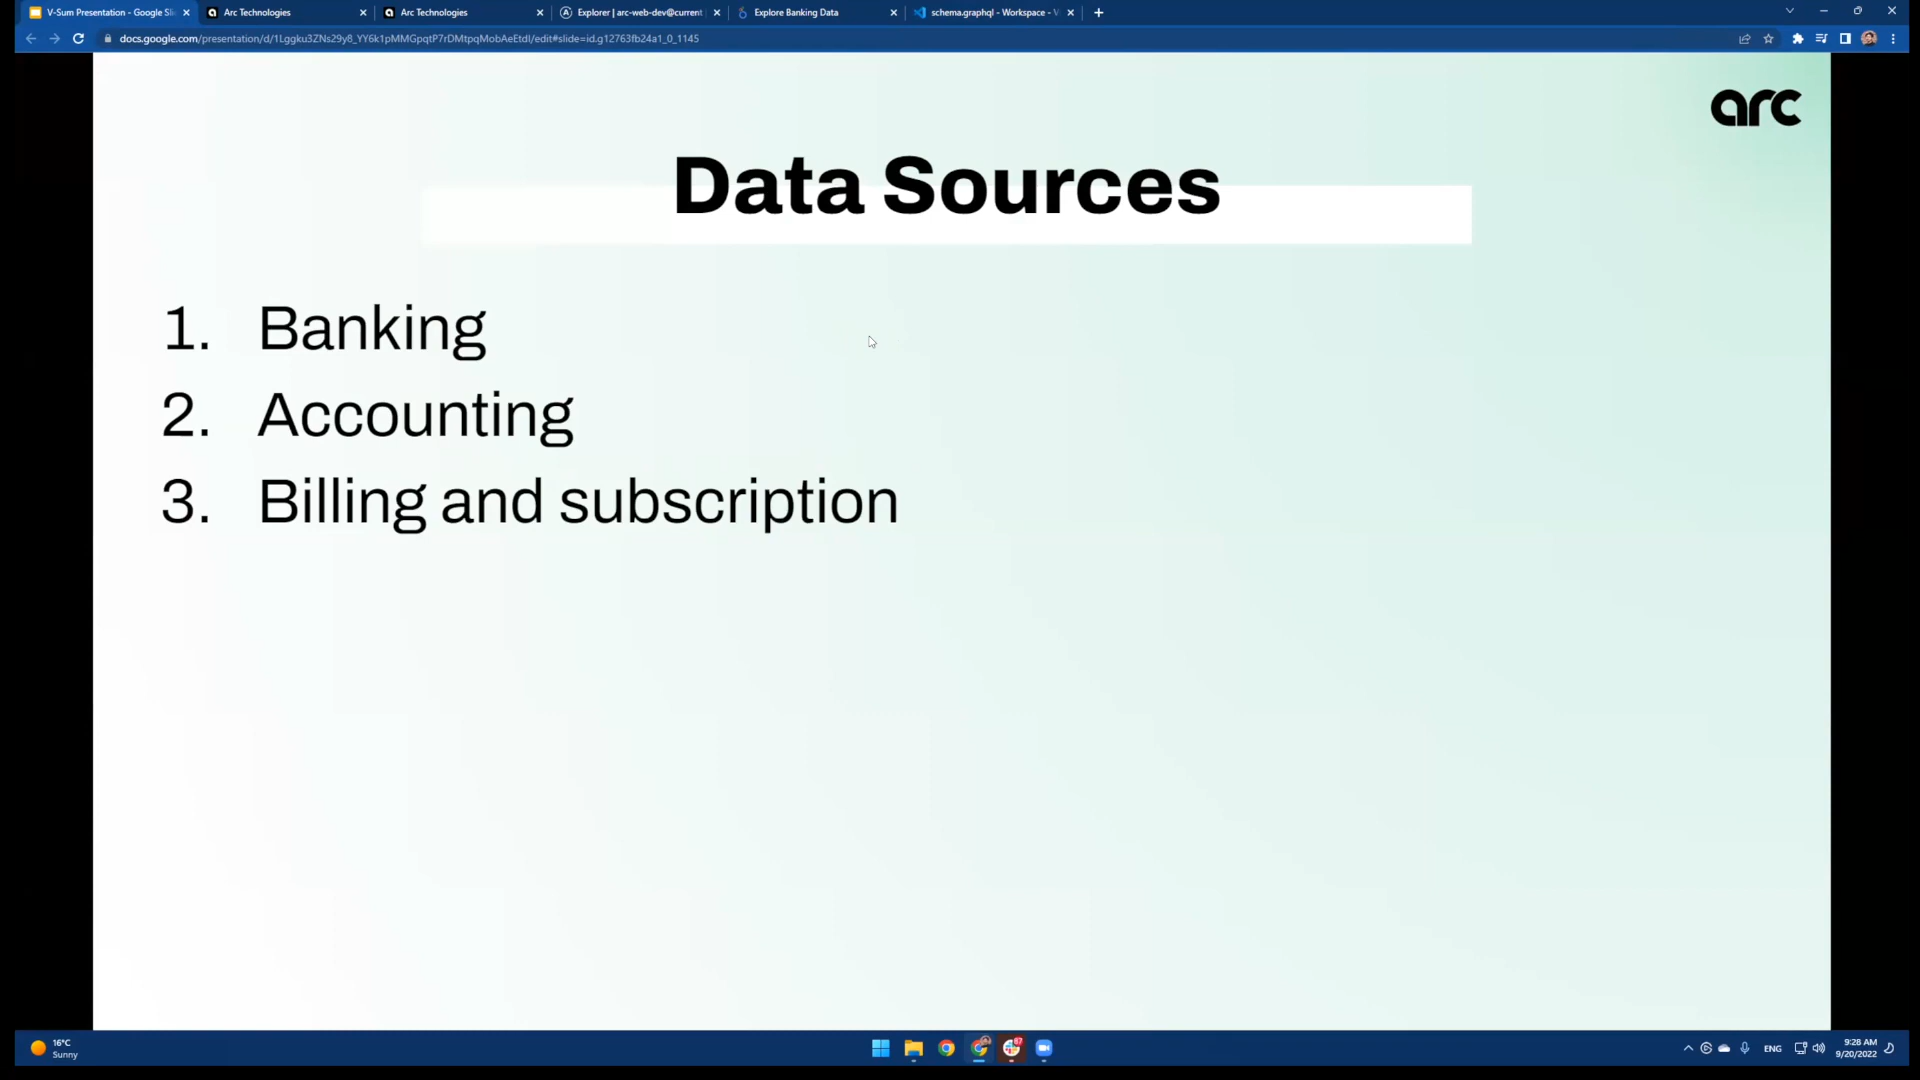 V-Sum Presentation - Google Sli
Arc Technologies
Arc Technologies
Explorer | arc-web-dev@current
Explore Banking Data
schema.graphql - Workspace - V
docs.google.com/presentation/d/1Lggku3ZNs29y8_YY6k1pMMGpqtP7rDMtpqMobAeEtdI/edit#slide=id.g12763fb24a1_0_1145
arc
Data Sources
1. Banking
2. Accounting
3. Billing and subscription
16°C
Sunny
87
ENG
9:28 AM
9/20/2022